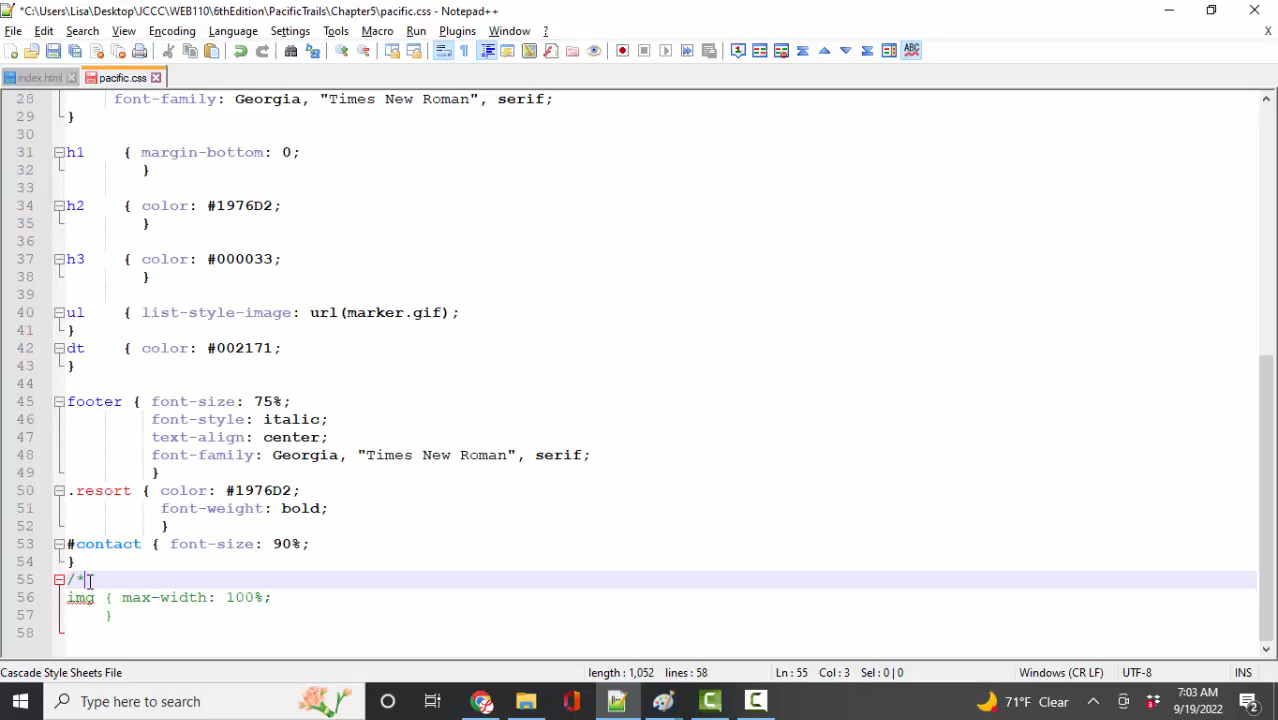 *C:\Users\Lisa\Desktop\JCCC\WEB110\6thEdition\PacificTrails\Chapter5\pacific.css - Notepad++
File Edit Search View Encoding Language Settings Tools Macro Run Plugins Window ? X
index.html pacific.css
28 font-family: Georgia, "Times New Roman", serif;
29 }
30
31 h1 { margin-bottom: 0;
32 }
33
34 h2 { color: #1976D2;
35 }
36
37 h3 { color: #000033;
38 }
39
40 ul { list-style-image: url(marker.gif);
41 }
42 dt { color: #002171;
43 }
44
45 footer { font-size: 75%;
46 font-style: italic;
47 text-align: center;
48 font-family: Georgia, "Times New Roman", serif;
49 }
50 .resort { color: #1976D2;
51 font-weight: bold;
52 }
53 #contact { font-size: 90%;
54 }
55 /*
56 img { max-width: 100%;
57 }
58
Cascade Style Sheets File length : 1,052 lines : 58 Ln : 55 Col : 3 Sel : 0 | 0 Windows (CR LF) UTF-8 INS
Type here to search 71°F Clear 7:03 AM
9/19/2022 2